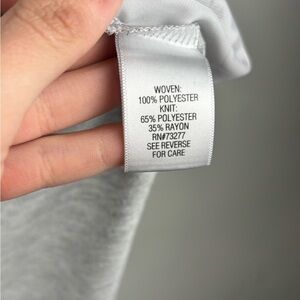 WOVEN:
100% POLYESTER
KNIT:
65% POLYESTER
35% RAYON
RN#73277
SEE REVERSE
FOR CARE